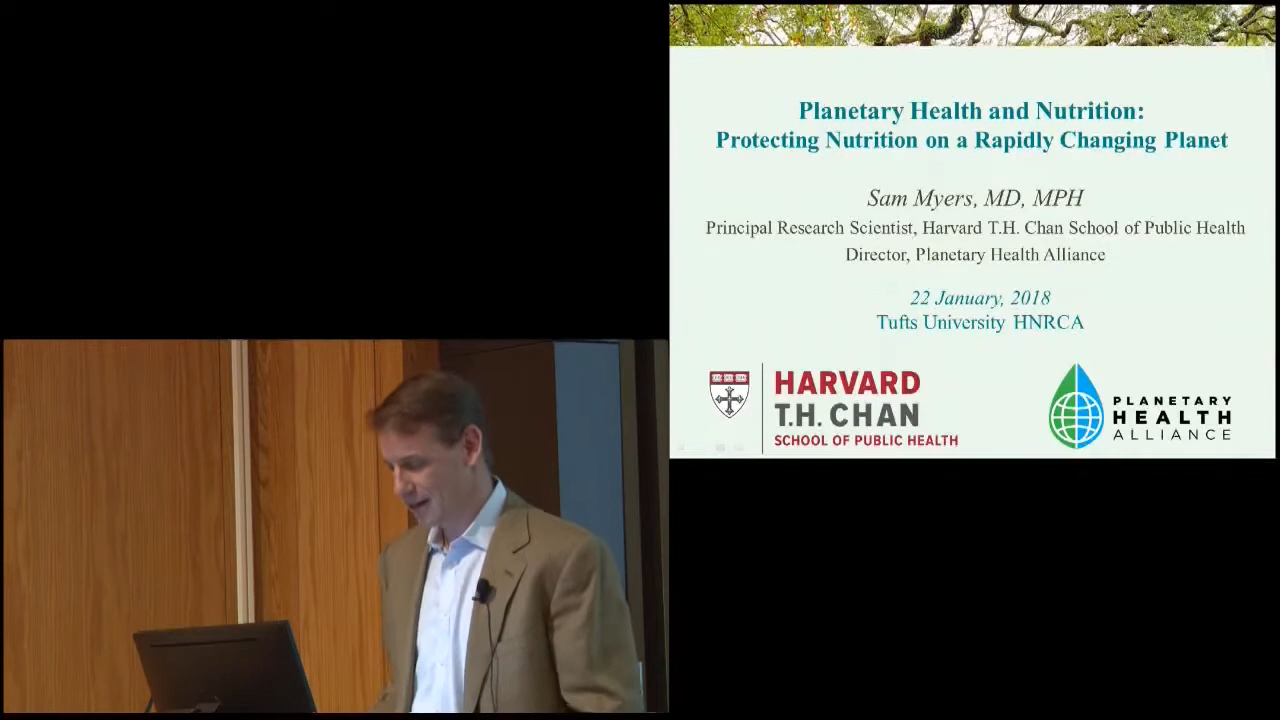 Planetary Health and Nutrition:
Protecting Nutrition on a Rapidly Changing Planet
Sam Myers, MD, MPH
Principal Research Scientist, Harvard T.H. Chan School of Public Health
Director, Planetary Health Alliance
22 January, 2018
Tufts University HNRCA
HARVARD
T.H. CHAN
SCHOOL OF PUBLIC HEALTH
PLANETARY
HEALTH
ALLIANCE